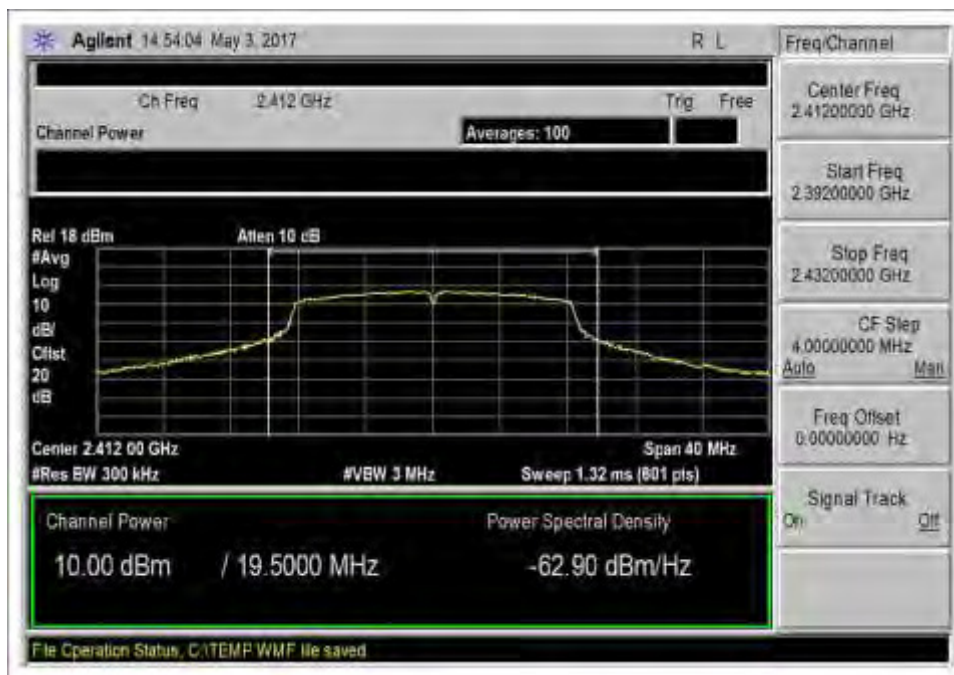 Agilent 14:54:04 May 3, 2017 R L
Freq/Channel
Ch Freq 2.412 GHz Trig Free
Channel Power Averages: 100
Center Freq
2.41200000 GHz
Start Freq
2.39200000 GHz
Stop Freq
2.43200000 GHz
CF Step
4.00000000 MHz
Auto Man
Freq Offset
0.00000000 Hz
Signal Track
On Off
Ref 18 dBm Atten 10 dB
#Avg
Log
10
dB/
Offst
20
dB
Center 2.412 00 GHz Span 40 MHz
#Res BW 300 kHz #VBW 3 MHz Sweep 1.32 ms (601 pts)
Channel Power Power Spectral Density
10.00 dBm / 19.5000 MHz -62.90 dBm/Hz
File Operation Status, C:\TEMP.WMF file saved